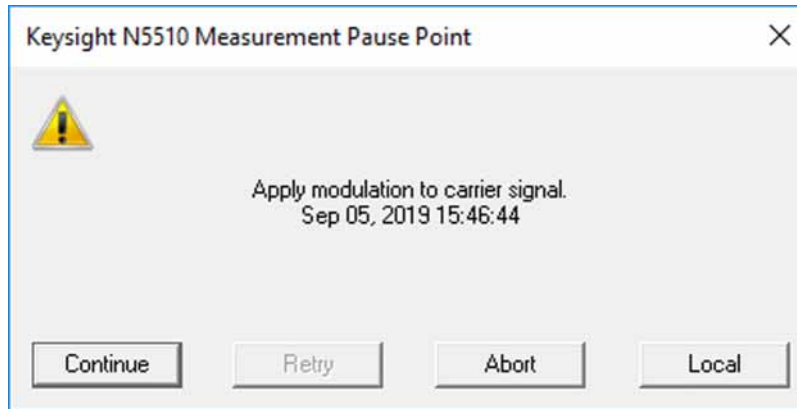 Keysight N5510 Measurement Pause Point
Apply modulation to carrier signal.
Sep 05, 2019 15:46:44
Continue Retry Abort Local